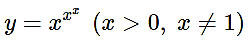 y = x^{x^{x}} (x > 0, x ≠ 1)